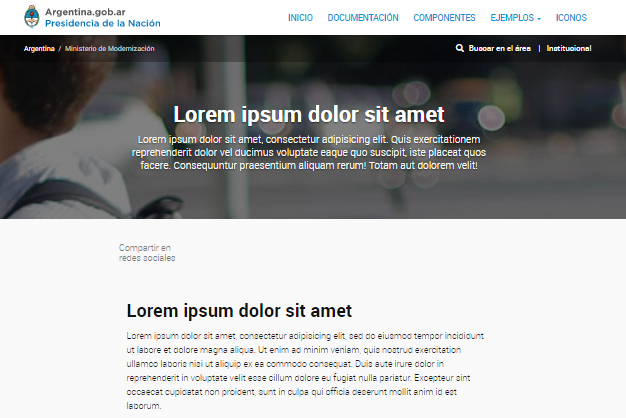 Argentina.gob.ar
Presidencia de la Nación
INICIO DOCUMENTACIÓN COMPONENTES EJEMPLOS ICONOS
Argentina / Ministerio de Modernización
Buscar en el área | Institucional
Lorem ipsum dolor sit amet
Lorem ipsum dolor sit amet, consectetur adipisicing elit. Quis exercitationem
reprehenderit dolor vel ducimus voluptate eaque quo suscipit, iste placeat quos
facere. Consequuntur praesentium aliquam rerum! Totam aut dolorem velit!
Compartir en
redes sociales
Lorem ipsum dolor sit amet
Lorem ipsum dolor sit amet, consectetur adipisicing elit, sed do eiusmod tempor incididunt
ut labore et dolore magna aliqua. Ut enim ad minim veniam, quis nostrud exercitation
ullamco laboris nisi ut aliquip ex ea commodo consequat. Duis aute irure dolor in
reprehenderit in voluptate velit esse cillum dolore eu fugiat nulla pariatur. Excepteur sint
occaecat cupidatat non proident, sunt in culpa qui officia deserunt mollit anim id est
laborum.